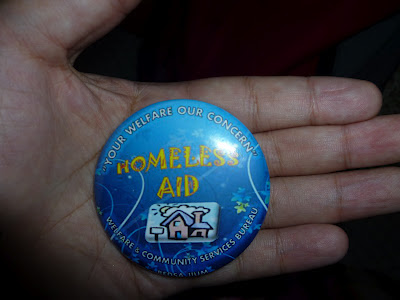 "YOUR WELFARE OUR CONCERN"
HOMELESS
AID
WELFARE & COMMUNITY SERVICES BUREAU